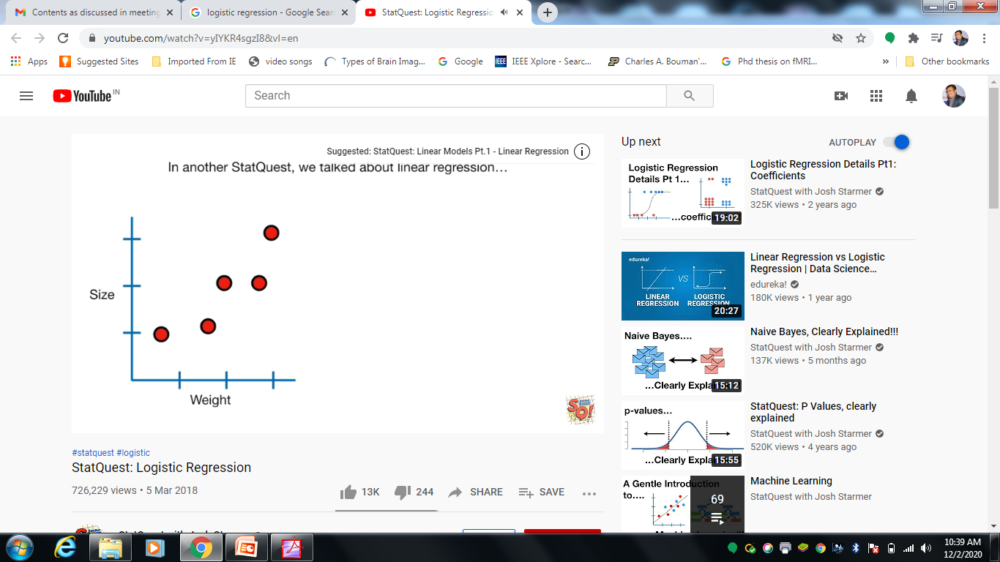 Contents as discussed in meeting
logistic regression - Google Sear
StatQuest: Logistic Regressio
youtube.com/watch?v=yIYKR4sgzI8&vl=en
Apps
Suggested Sites
Imported From IE
video songs
Types of Brain Imag...
Google
IEEE Xplore - Searc...
Charles A. Bouman'...
Phd thesis on fMRI...
»
Other bookmarks
YouTube IN
Search
Suggested: StatQuest: Linear Models Pt.1 - Linear Regression
In another StatQuest, we talked about linear regression…
Size
Weight
#statquest #logistic
StatQuest: Logistic Regression
726,229 views • 5 Mar 2018
13K
244
SHARE
SAVE
Up next
AUTOPLAY
Logistic Regression
Details Pt 1…
19:02
Logistic Regression Details Pt1:
Coefficients
StatQuest with Josh Starmer
325K views • 2 years ago
edureka!
VS
LINEAR
REGRESSION
LOGISTIC
REGRESSION
20:27
Linear Regression vs Logistic
Regression | Data Science...
edureka!
180K views • 1 year ago
Naive Bayes….
…Clearly Expla
15:12
Naive Bayes, Clearly Explained!!!
StatQuest with Josh Starmer
137K views • 5 months ago
p-values…
…Clearly Expla
15:55
StatQuest: P Values, clearly
explained
StatQuest with Josh Starmer
520K views • 4 years ago
A Gentle Introduction
to….
69
Machine Learning
StatQuest with Josh Starmer
10:39 AM
12/2/2020